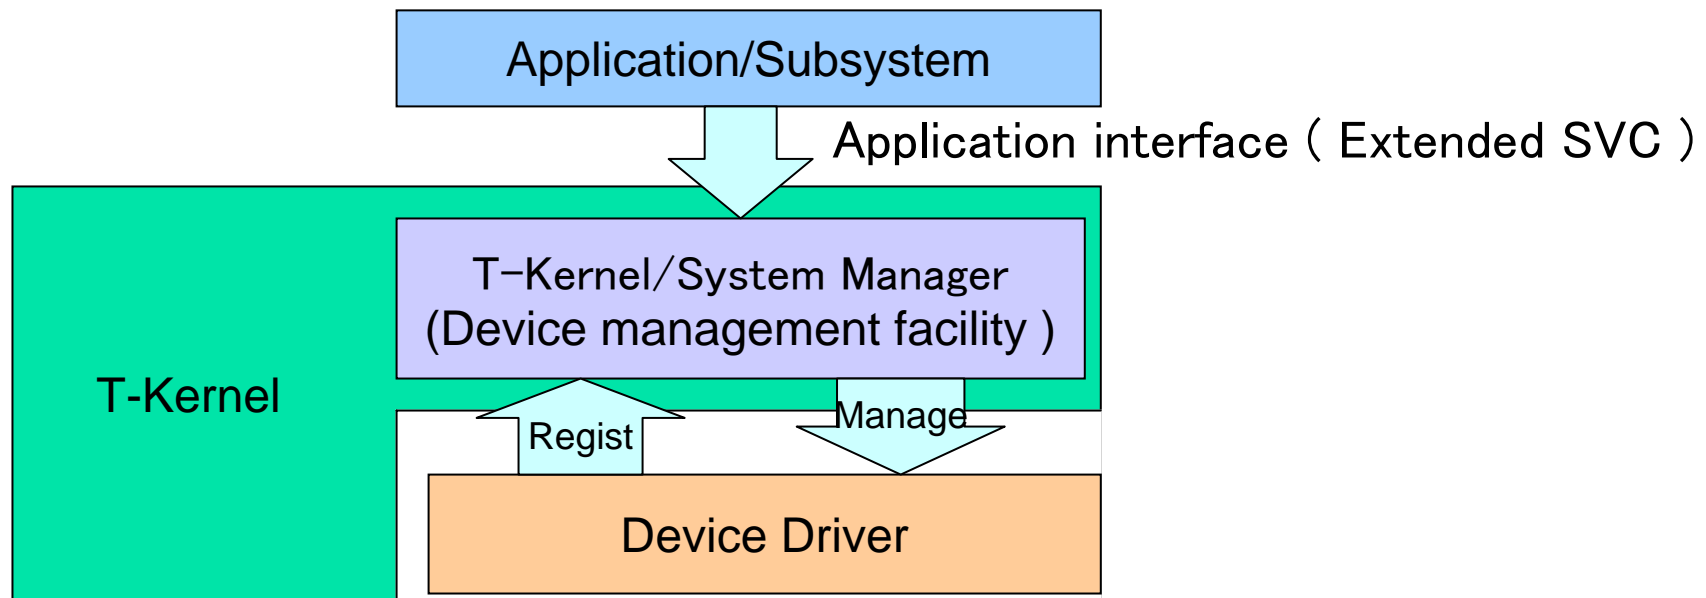 Application/Subsystem
Application interface ( Extended SVC )
T-Kernel/System Manager
(Device management facility )
T-Kernel
Regist
Manage
Device Driver